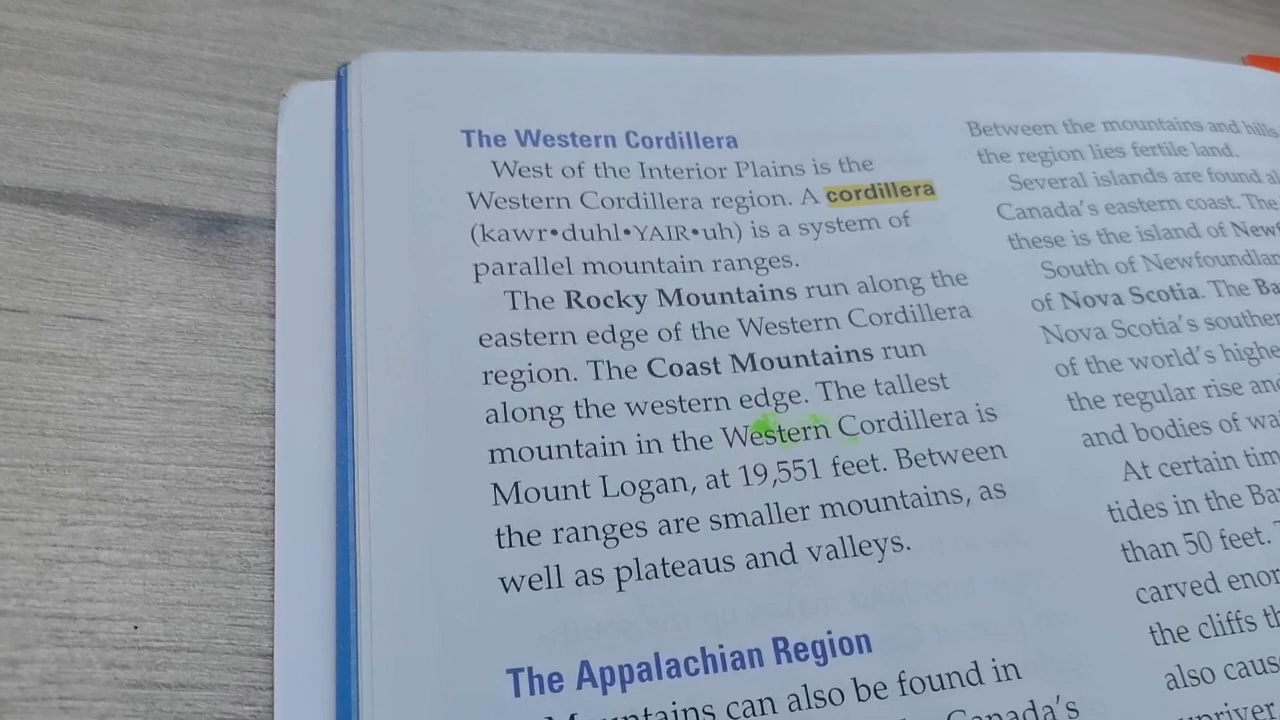 The Western Cordillera
West of the Interior Plains is the
Western Cordillera region. A cordillera
(kawr•duhl•YAIR•uh) is a system of
parallel mountain ranges.
The Rocky Mountains run along the
eastern edge of the Western Cordillera
region. The Coast Mountains run
along the western edge. The tallest
mountain in the Western Cordillera is
Mount Logan, at 19,551 feet. Between
the ranges are smaller mountains, as
well as plateaus and valleys.
The Appalachian Region
Mountains can also be found in
Canada's
Between the mountains and hills
the region lies fertile land.
Several islands are found
Canada's eastern coast. The
these is the island of
South of
of Nova Scotia. The
Nova Scotia's
of the world's
the regular rise
and bodies of
At certain
tides in the
than 50 feet.
carved
the cliffs
also
upriver